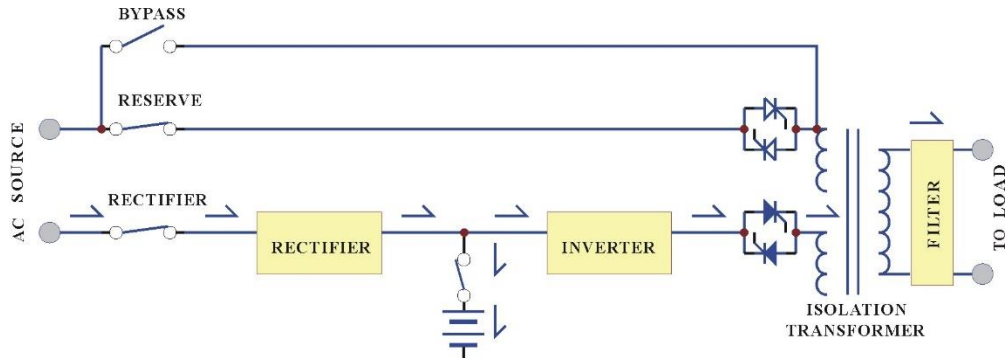 BYPASS
RESERVE
AC SOURCE
RECTIFIER
RECTIFIER
INVERTER
FILTER
TO LOAD
ISOLATION
TRANSFORMER